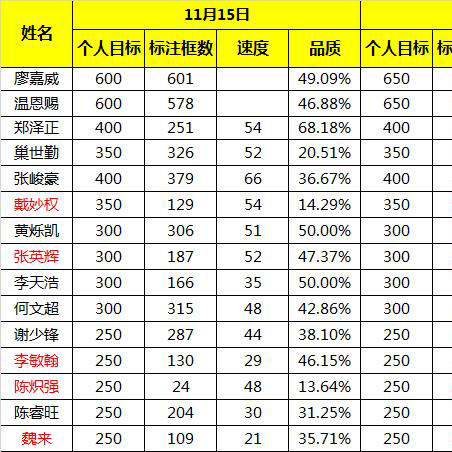 姓名 11月15日
个人目标 标注框数 速度 品质 个人目标 标
廖嘉威 600 601 49.09% 650
温恩赐 600 578 46.88% 650
郑泽正 400 251 54 68.18% 400
巢世勤 350 326 52 20.51% 350
张峻豪 400 379 66 36.67% 400
戴妙权 350 129 54 14.29% 350
黄烁凯 300 306 51 50.00% 300
张英辉 300 187 52 47.37% 300
李天浩 300 166 35 50.00% 300
何文超 300 315 48 42.86% 300
谢少锋 250 287 44 38.10% 250
李敏翰 250 130 29 46.15% 250
陈炽强 250 24 48 13.64% 250
陈睿旺 250 204 30 31.25% 250
魏来 250 109 21 35.71% 250